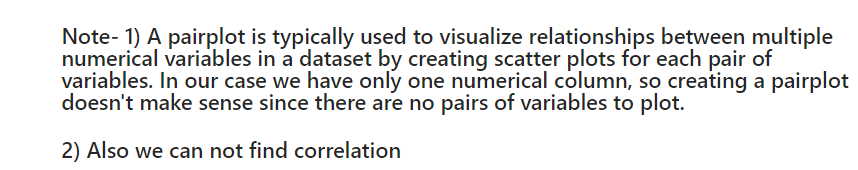 Note- 1) A pairplot is typically used to visualize relationships between multiple
numerical variables in a dataset by creating scatter plots for each pair of
variables. In our case we have only one numerical column, so creating a pairplot
doesn't make sense since there are no pairs of variables to plot.
2) Also we can not find correlation